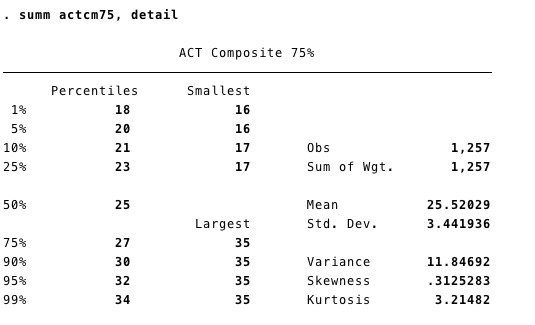 . summ actcm75, detail
ACT Composite 75%
Percentiles Smallest
1% 18 16
5% 20 16
10% 21 17 Obs 1,257
25% 23 17 Sum of Wgt. 1,257
50% 25 Mean 25.52029
Largest Std. Dev. 3.441936
75% 27 35
90% 30 35 Variance 11.84692
95% 32 35 Skewness .3125283
99% 34 35 Kurtosis 3.21482